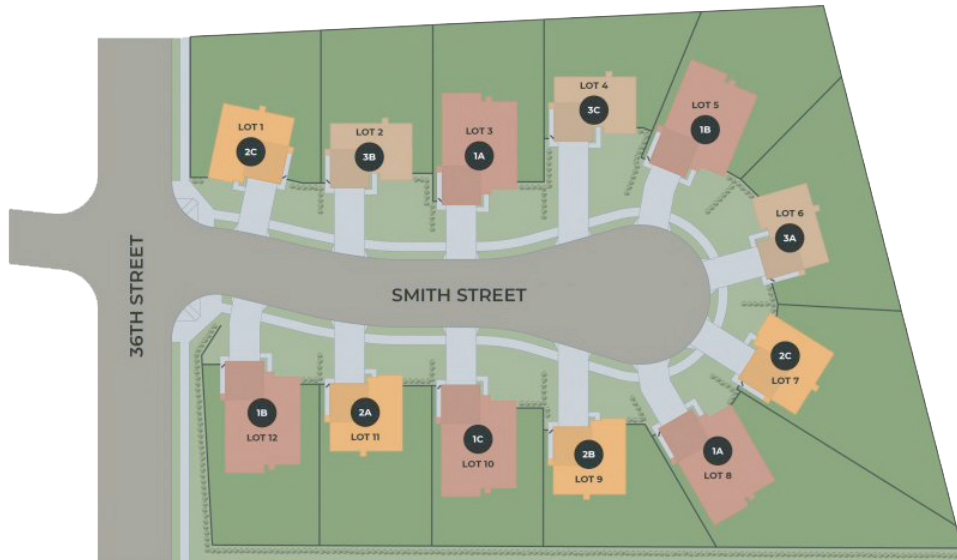 LOT 1
2C
LOT 2
3B
LOT 3
1A
LOT 4
3C
LOT 5
1B
LOT 6
3A
36TH STREET
SMITH STREET
2C
LOT 7
1B
LOT 12
2A
LOT 11
1C
LOT 10
2B
LOT 9
1A
LOT 8